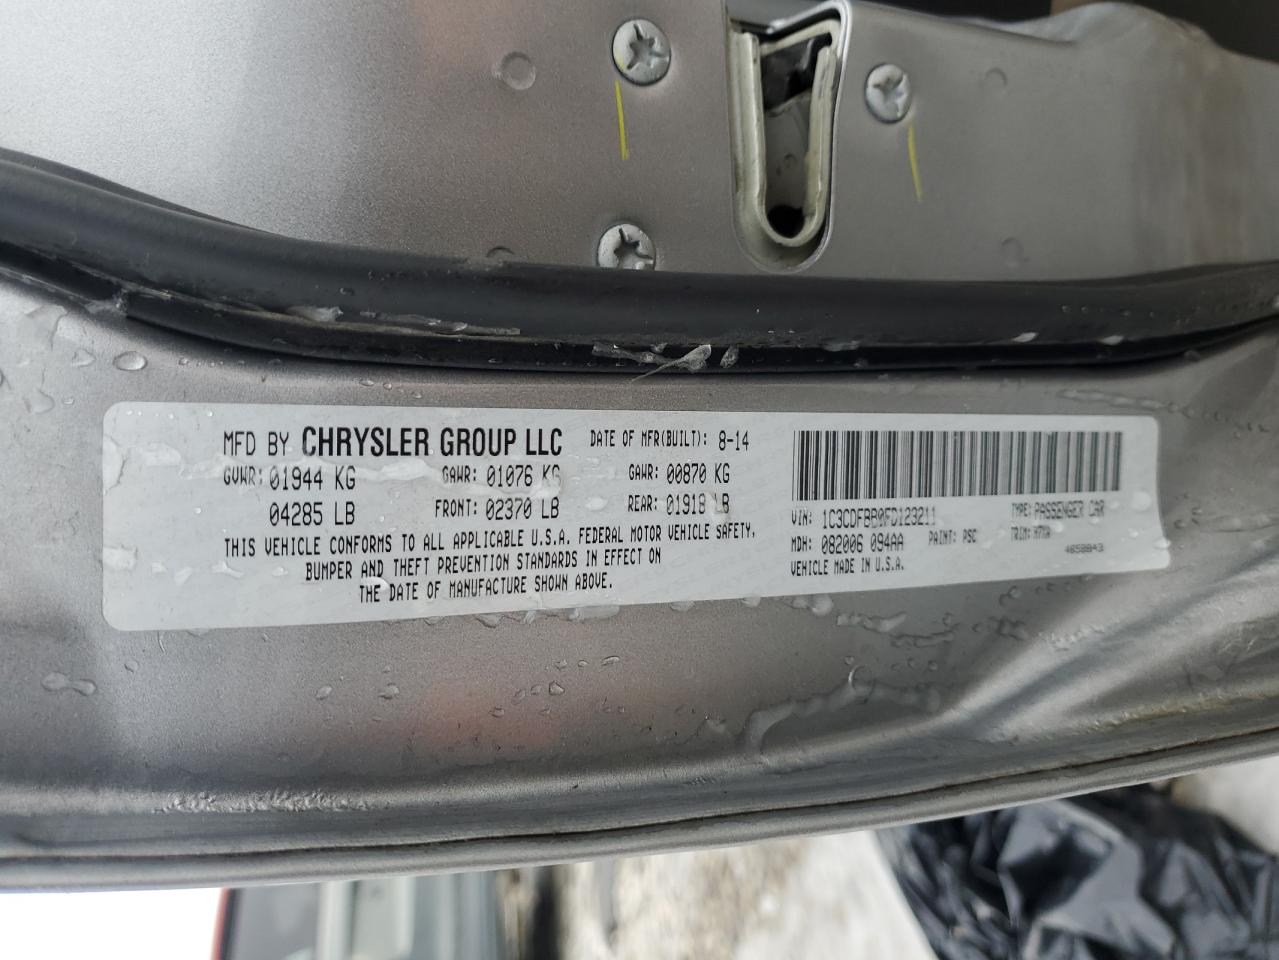 MFD BY CHRYSLER GROUP LLC DATE OF MFR(BUILT): 8-14
GVWR: 01944 KG GAWR: 01076 KG GAWR: 00870 KG
04285 LB FRONT: 02370 LB REAR: 01918 LB
THIS VEHICLE CONFORMS TO ALL APPLICABLE U.S.A. FEDERAL MOTOR VEHICLE SAFETY,
BUMPER AND THEFT PREVENTION STANDARDS IN EFFECT ON
THE DATE OF MANUFACTURE SHOWN ABOVE.
VIN: 1C3CDFBB0FD123211 TYPE: PASSENGER CAR
MDH: 082006 094AA PAINT: PSC TRIM: H7MA
4658843
VEHICLE MADE IN U.S.A.